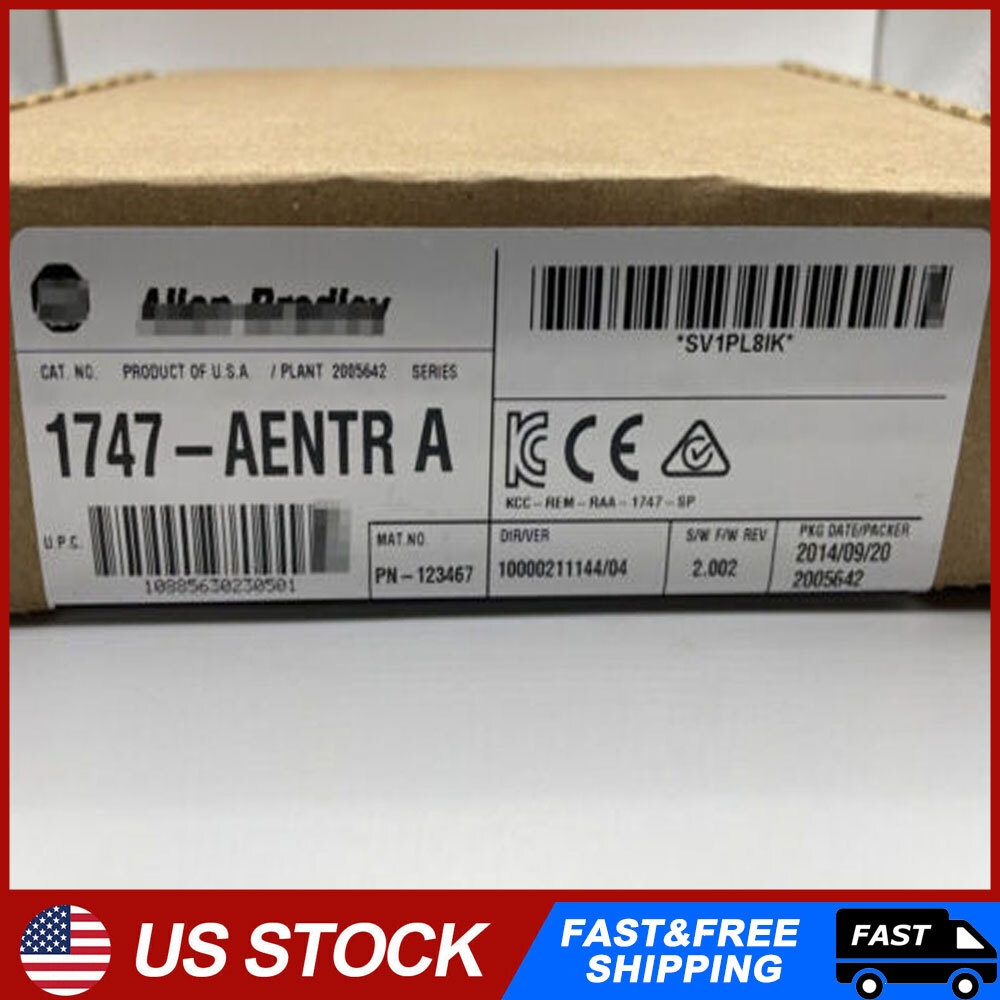 Allen-Bradley
*SV1PL8IK*
CAT. NO. PRODUCT OF U.S.A / PLANT 2005642 SERIES
1747-AENTR A
KCC-REM-RAA-1747-SP
U.P.C.
10885630230501
MAT.NO.
PN-123467
DIR/VER
10000211144/04
S/W F/W REV
2.002
PKG DATE/PACKER
2014/09/20
2005642
US STOCK
FAST&FREE
SHIPPING
FAST